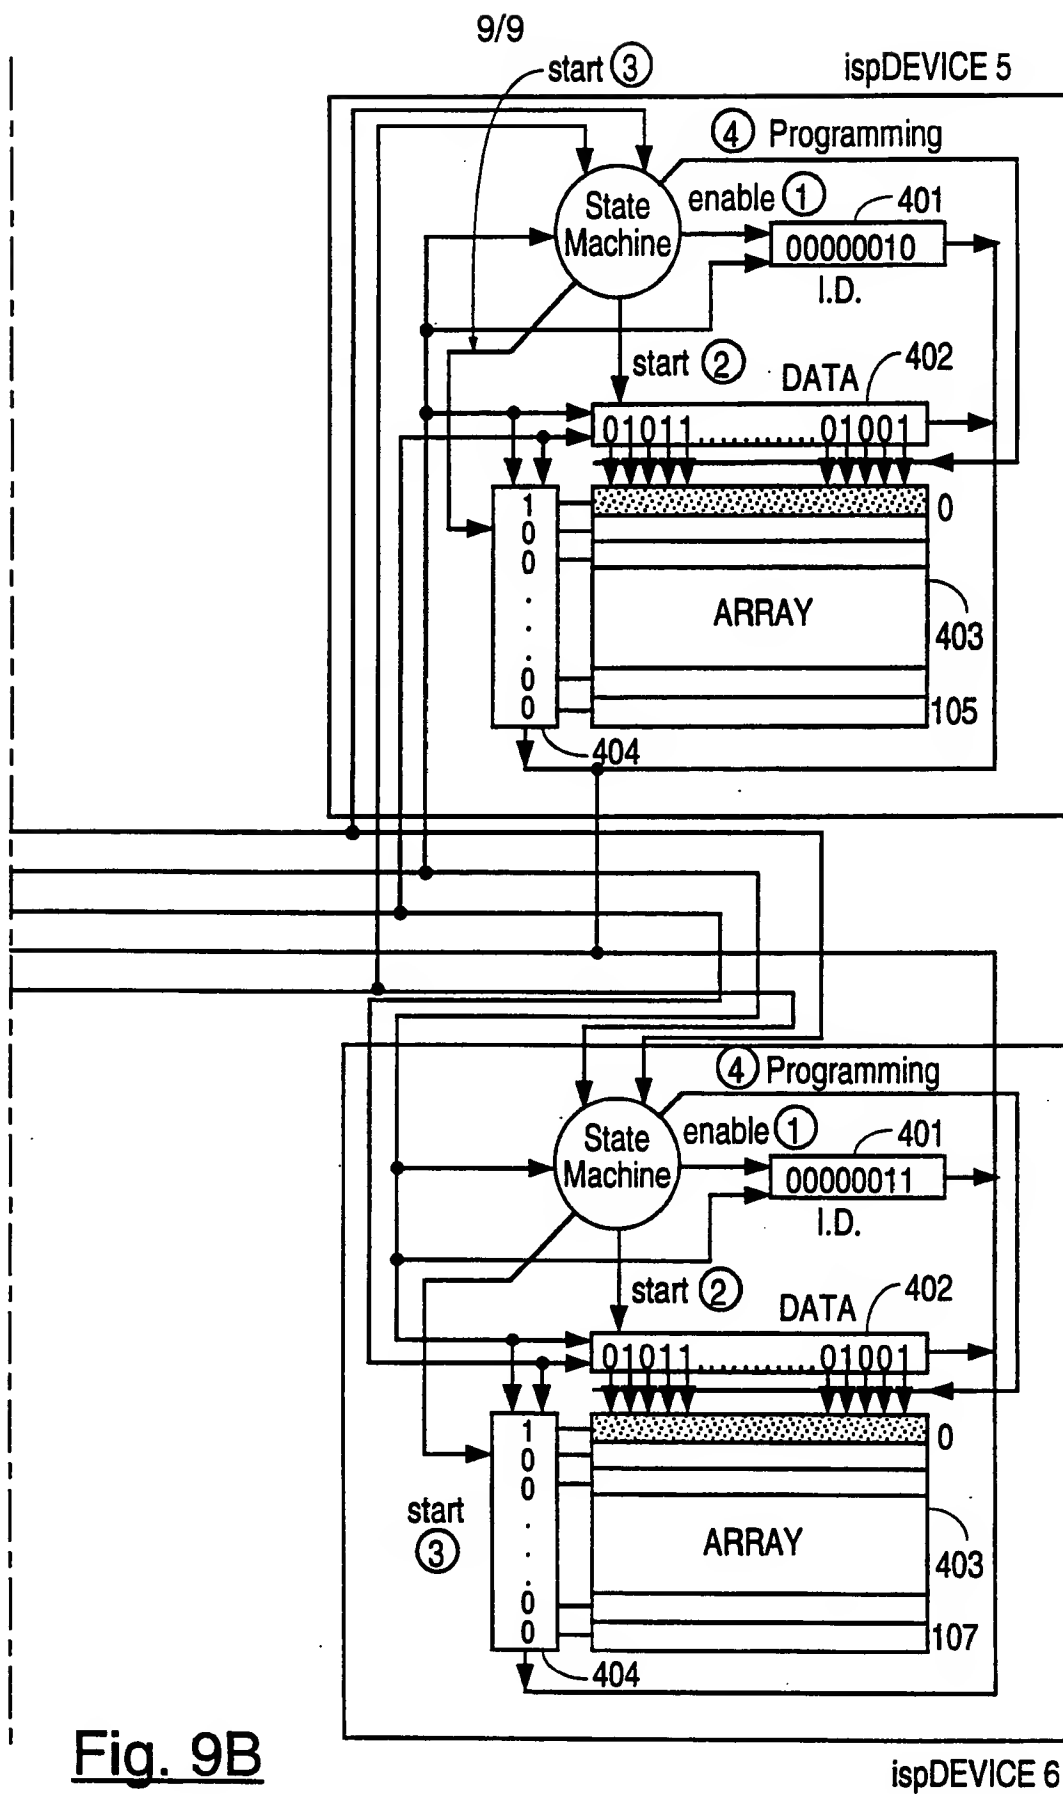 9/9
start ③
ispDEVICE 5
④ Programming
State
Machine
enable ①
401
00000010
I.D.
start ②
DATA
402
01011..............01001
1
0
0
.
.
.
0
0
0
ARRAY
403
105
404
④ Programming
State
Machine
enable ①
401
00000011
I.D.
start ②
DATA
402
01011..............01001
1
0
0
.
.
.
0
0
0
start
③
ARRAY
403
107
404
Fig. 9B
ispDEVICE 6